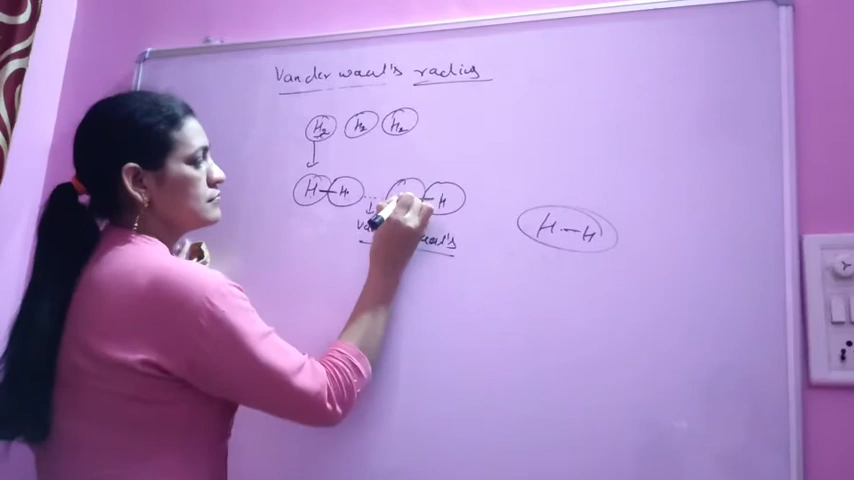 Vander waal's radius
H2 H2 H2
H—H ... H—H
H—H